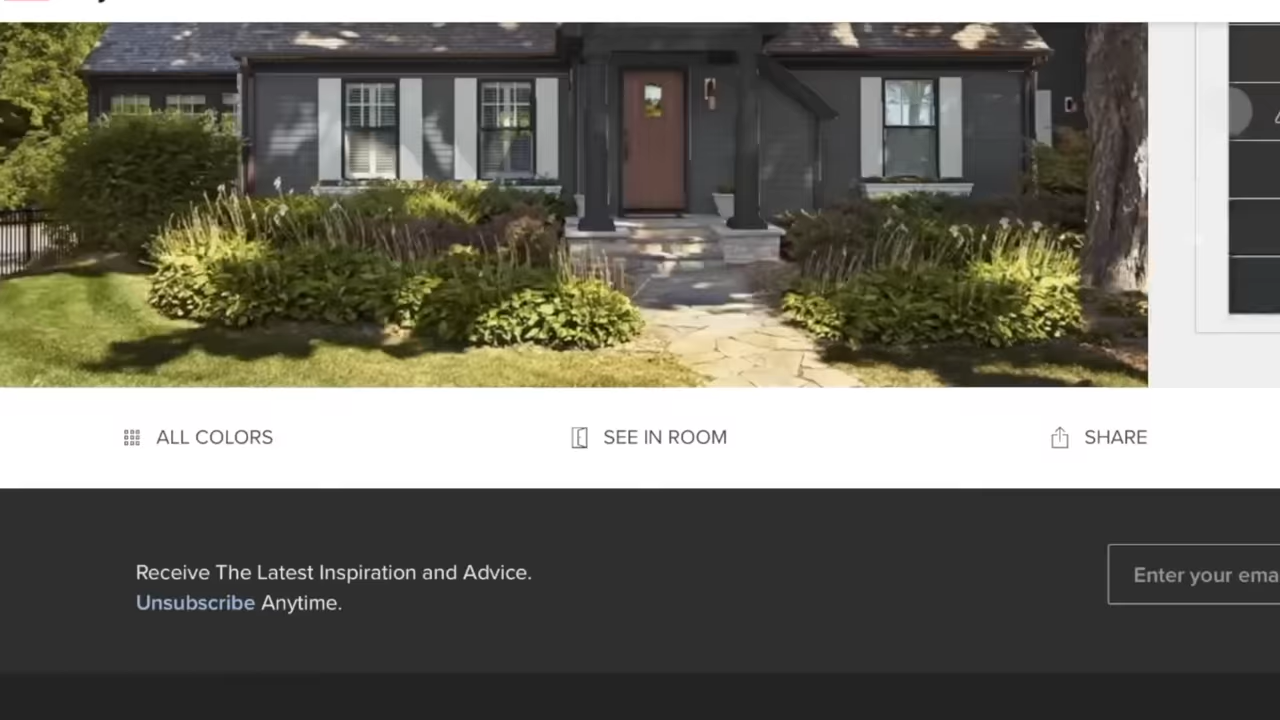 ALL COLORS
SEE IN ROOM
SHARE
Receive The Latest Inspiration and Advice.
Unsubscribe Anytime.
Enter your ema